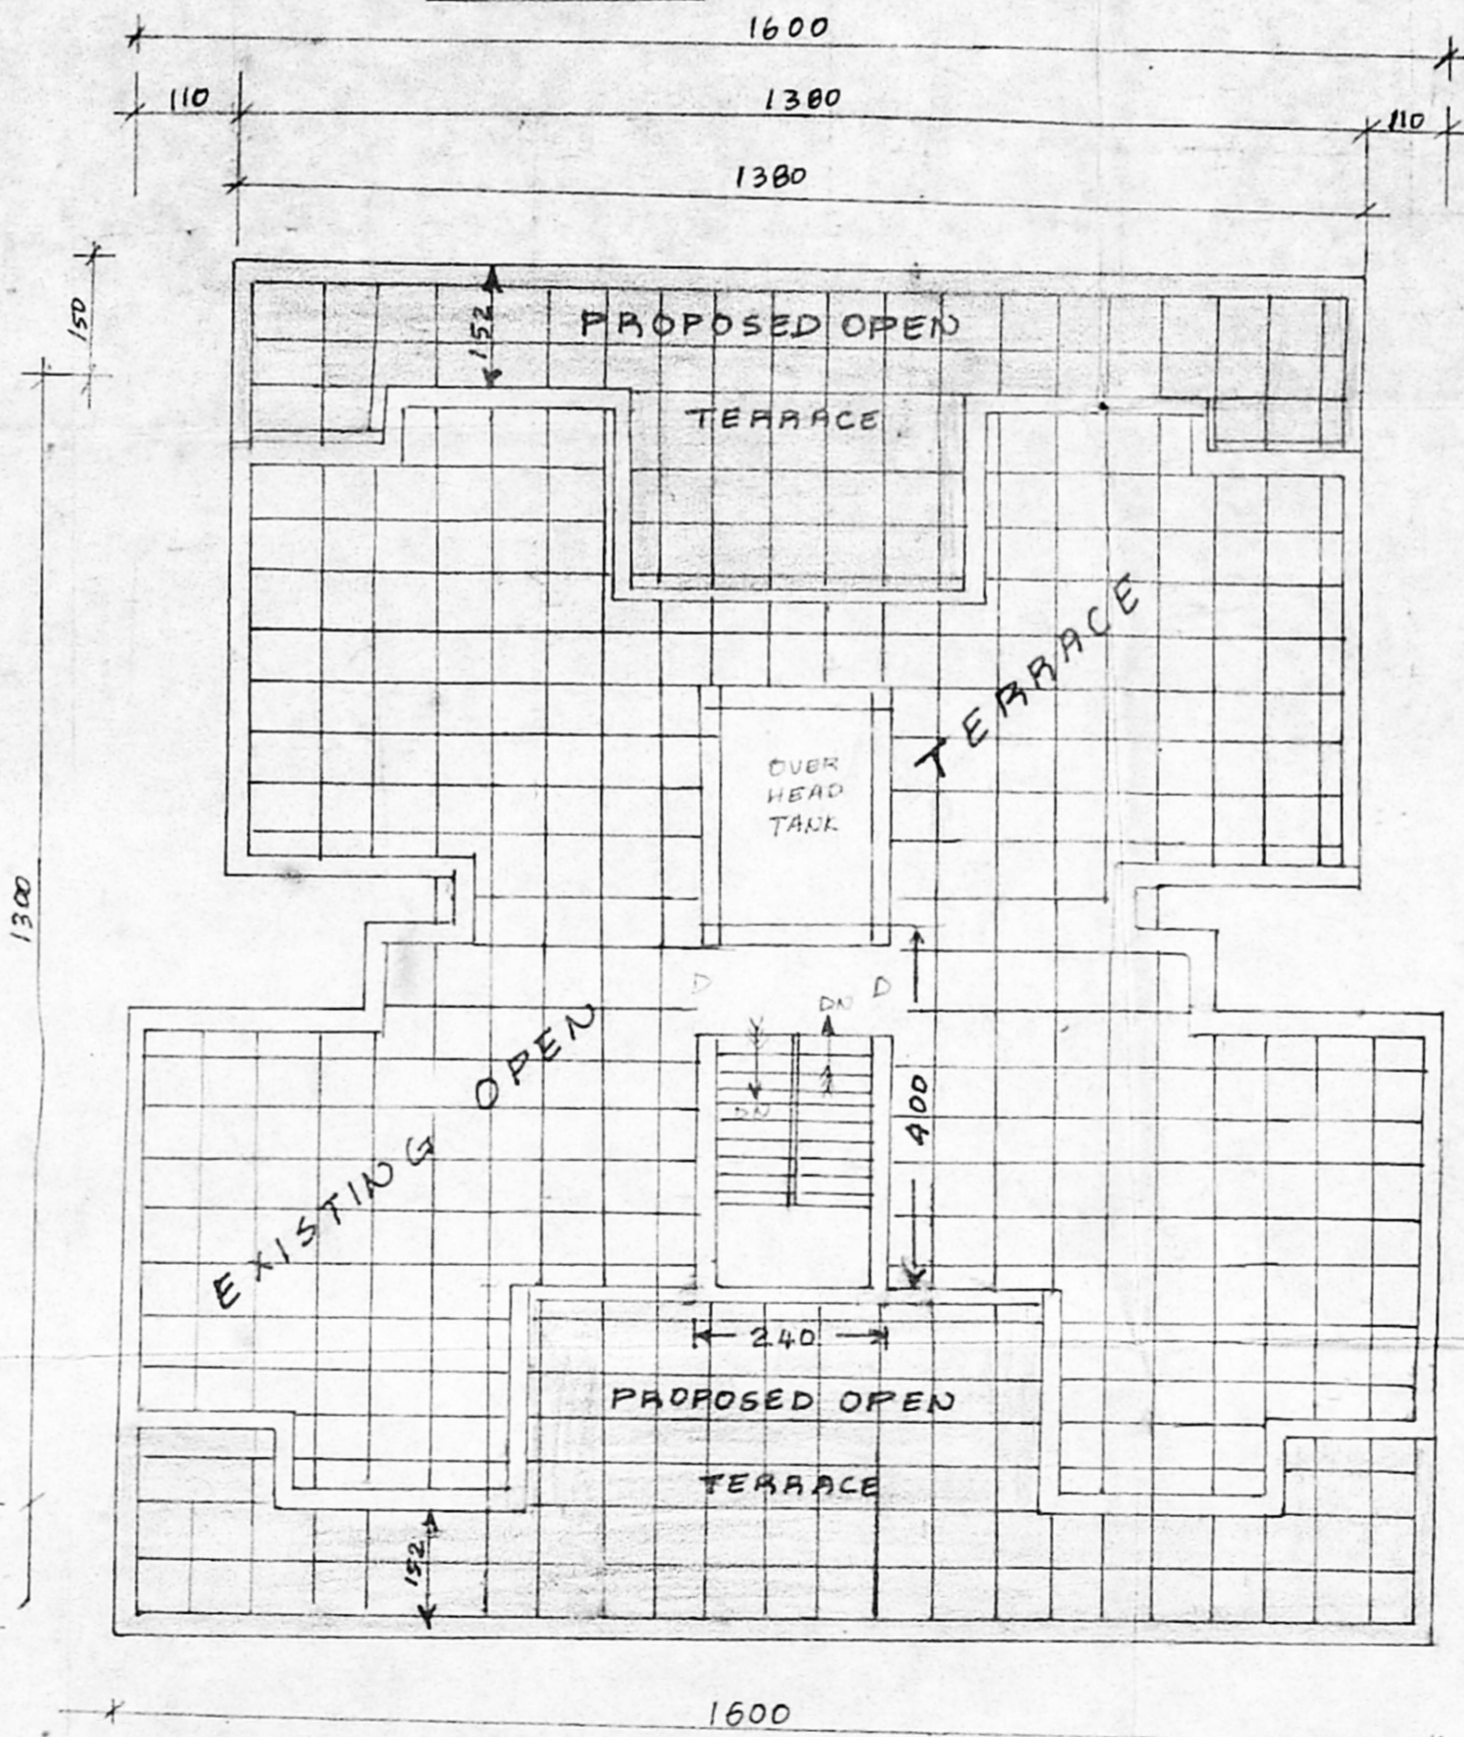 1600
110 1380 110
1380
150
152
PROPOSED OPEN
TERRACE
TERRACE
OVER
HEAD
TANK
1300
D D
DN
DN
400
EXISTING OPEN
240
PROPOSED OPEN
TERRACE
152
1600